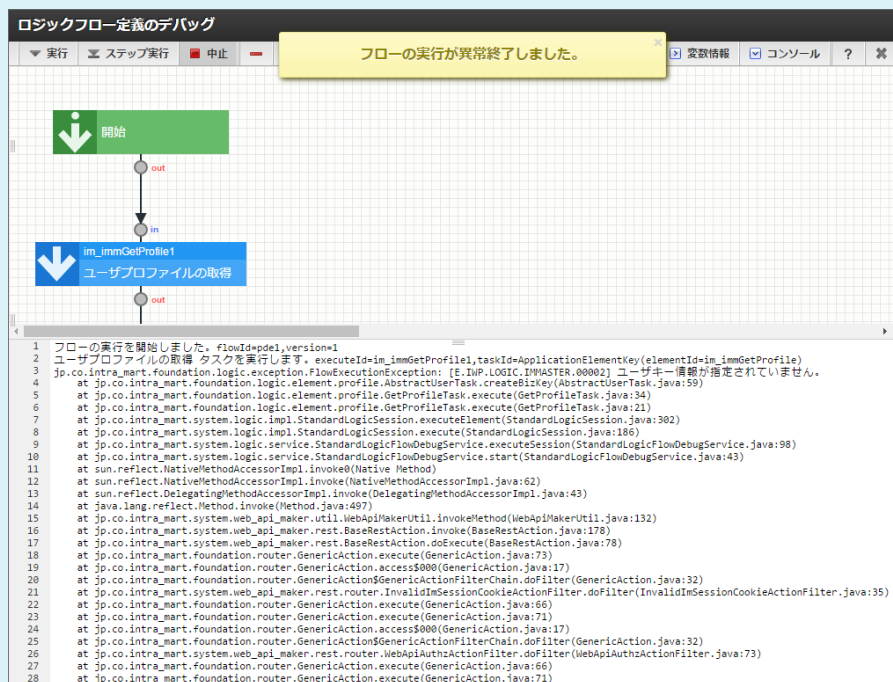 ロジックフロー定義のデバッグ
実行 ステップ実行 中止 変数情報 コンソール ?
フローの実行が異常終了しました。
開始
out
in
im_immGetProfile1
ユーザプロファイルの取得
out
1 フローの実行を開始しました。flowId=pde1,version=1
2 ユーザプロファイルの取得 タスクを実行します。executeId=im_immGetProfile1,taskId=ApplicationElementKey(elementId=im_immGetProfile)
3 jp.co.intra_mart.foundation.logic.exception.FlowExecutionException: [E.IWP.LOGIC.IMMASTER.00002] ユーザキー情報が指定されていません。
4 at jp.co.intra_mart.foundation.logic.element.profile.AbstractUserTask.createBizKey(AbstractUserTask.java:59)
5 at jp.co.intra_mart.foundation.logic.element.profile.GetProfileTask.execute(GetProfileTask.java:34)
6 at jp.co.intra_mart.foundation.logic.element.profile.GetProfileTask.execute(GetProfileTask.java:21)
7 at jp.co.intra_mart.system.logic.impl.StandardLogicSession.executeElement(StandardLogicSession.java:302)
8 at jp.co.intra_mart.system.logic.impl.StandardLogicSession.execute(StandardLogicSession.java:186)
9 at jp.co.intra_mart.system.logic.service.StandardLogicFlowDebugService.executeSession(StandardLogicFlowDebugService.java:98)
10 at jp.co.intra_mart.system.logic.service.StandardLogicFlowDebugService.start(StandardLogicFlowDebugService.java:43)
11 at sun.reflect.NativeMethodAccessorImpl.invoke0(Native Method)
12 at sun.reflect.NativeMethodAccessorImpl.invoke(NativeMethodAccessorImpl.java:62)
13 at sun.reflect.DelegatingMethodAccessorImpl.invoke(DelegatingMethodAccessorImpl.java:43)
14 at java.lang.reflect.Method.invoke(Method.java:497)
15 at jp.co.intra_mart.system.web_api_maker.util.WebApiMakerUtil.invokeMethod(WebApiMakerUtil.java:132)
16 at jp.co.intra_mart.system.web_api_maker.rest.BaseRestAction.invoke(BaseRestAction.java:178)
17 at jp.co.intra_mart.system.web_api_maker.rest.BaseRestAction.doExecute(BaseRestAction.java:78)
18 at jp.co.intra_mart.foundation.router.GenericAction.execute(GenericAction.java:73)
19 at jp.co.intra_mart.foundation.router.GenericAction.access$000(GenericAction.java:17)
20 at jp.co.intra_mart.foundation.router.GenericAction$GenericActionFilterChain.doFilter(GenericAction.java:32)
21 at jp.co.intra_mart.system.web_api_maker.rest.router.InvalidImSessionCookieActionFilter.doFilter(InvalidImSessionCookieActionFilter.java:35)
22 at jp.co.intra_mart.foundation.router.GenericAction.execute(GenericAction.java:66)
23 at jp.co.intra_mart.foundation.router.GenericAction.execute(GenericAction.java:71)
24 at jp.co.intra_mart.foundation.router.GenericAction.access$000(GenericAction.java:17)
25 at jp.co.intra_mart.foundation.router.GenericAction$GenericActionFilterChain.doFilter(GenericAction.java:32)
26 at jp.co.intra_mart.system.web_api_maker.rest.router.WebApiAuthzActionFilter.doFilter(WebApiAuthzActionFilter.java:73)
27 at jp.co.intra_mart.foundation.router.GenericAction.execute(GenericAction.java:66)
28 at jp.co.intra_mart.foundation.router.GenericAction.execute(GenericAction.java:71)